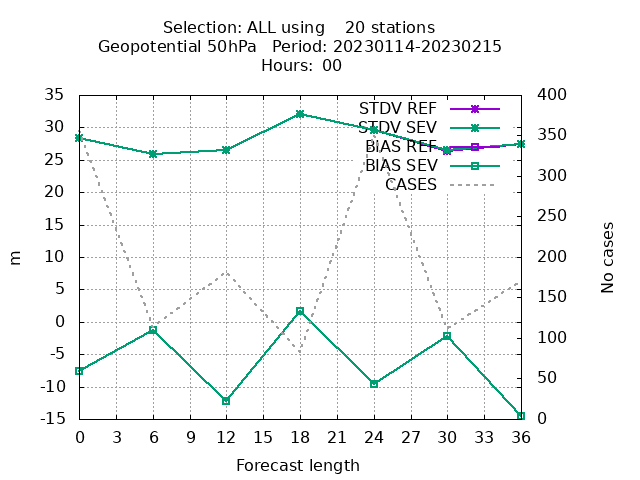 Selection: ALL using    20 stations
Geopotential 50hPa   Period: 20230114-20230215
Hours: 00
35 400
STDV REF
30 STDV SEV 350
BIAS REF
25 BIAS SEV 300
20 CASES
15 250
10 200
5 150
0
-5 100
-10 50
-15 0
m
No cases
0 3 6 9 12 15 18 21 24 27 30 33 36
Forecast length